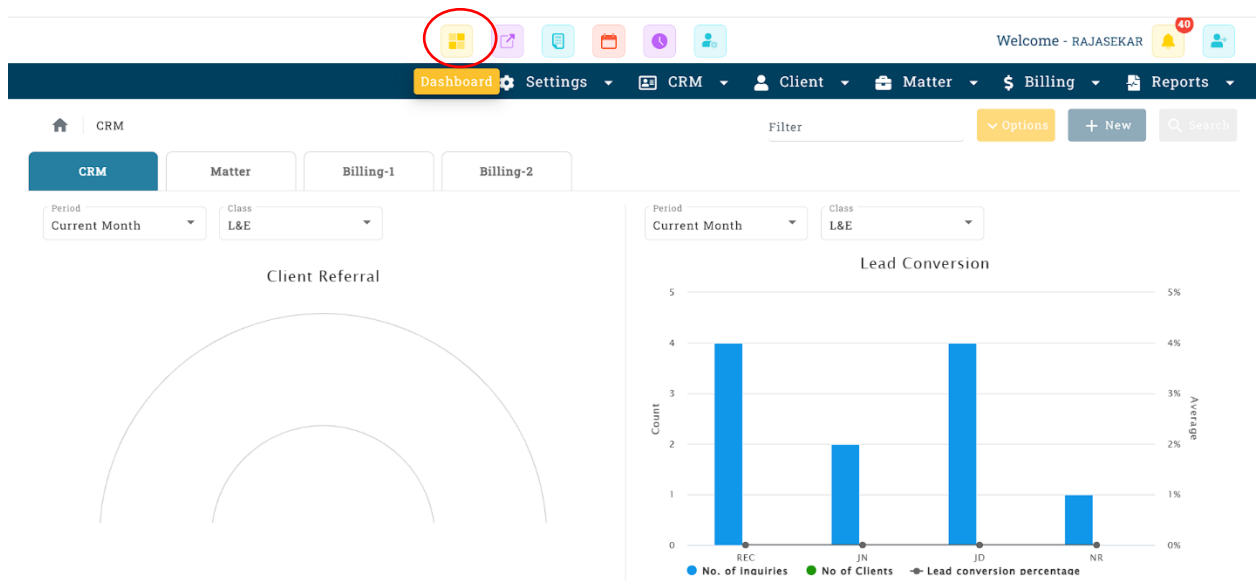 40
Welcome - RAJASEKAR
Dashboard Settings CRM Client Matter $ Billing Reports
CRM Filter Options + New Search
CRM Matter Billing-1 Billing-2
Period Class Period Class
Current Month L&E Current Month L&E
Client Referral Lead Conversion
5 5%
4 4%
3 3%
Count Average
2 2%
1 1%
0 0%
REC JN JD NR
No. of Inquiries No of Clients Lead conversion percentage